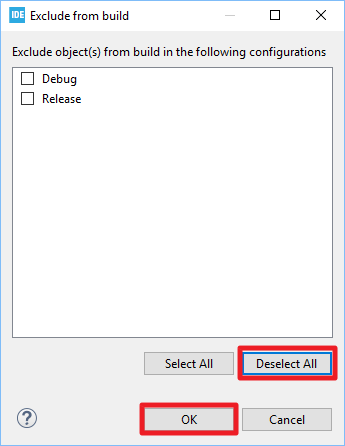 IDE Exclude from build
Exclude object(s) from build in the following configurations
Debug
Release
Select All Deselect All
? OK Cancel